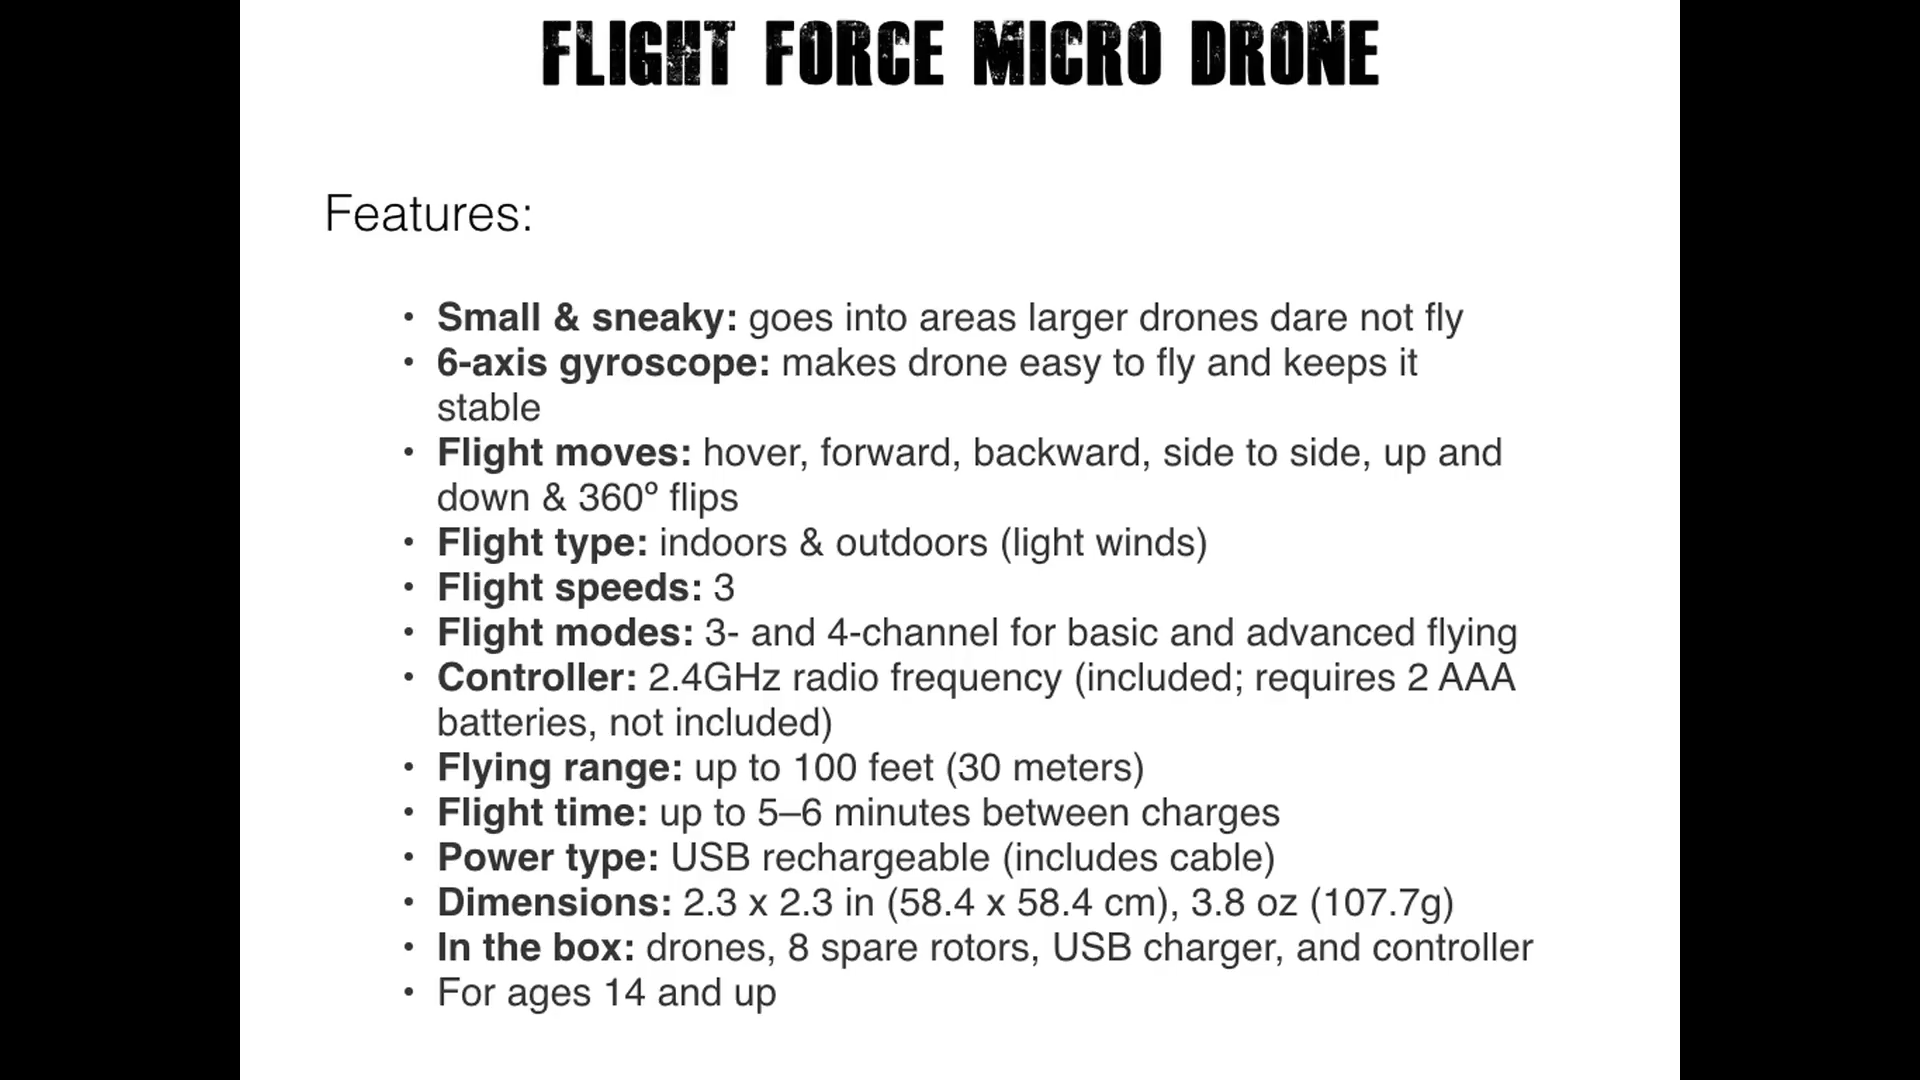 FLIGHT FORCE MICRO DRONE
Features:
• Small & sneaky: goes into areas larger drones dare not fly
• 6-axis gyroscope: makes drone easy to fly and keeps it
stable
• Flight moves: hover, forward, backward, side to side, up and
down & 360º flips
• Flight type: indoors & outdoors (light winds)
• Flight speeds: 3
• Flight modes: 3- and 4-channel for basic and advanced flying
• Controller: 2.4GHz radio frequency (included; requires 2 AAA
batteries, not included)
• Flying range: up to 100 feet (30 meters)
• Flight time: up to 5–6 minutes between charges
• Power type: USB rechargeable (includes cable)
• Dimensions: 2.3 x 2.3 in (58.4 x 58.4 cm), 3.8 oz (107.7g)
• In the box: drones, 8 spare rotors, USB charger, and controller
• For ages 14 and up